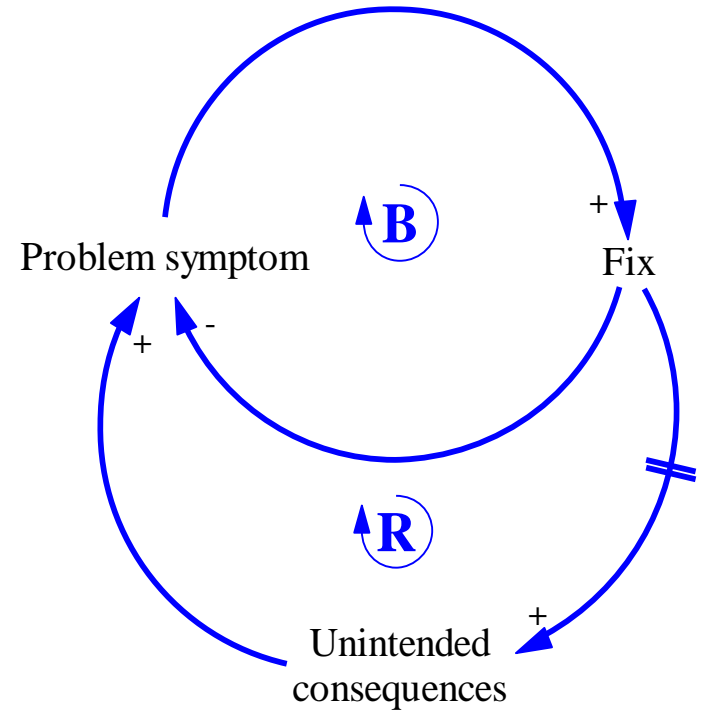 +
B
Problem symptom
Fix
+
-
R
+
Unintended
consequences